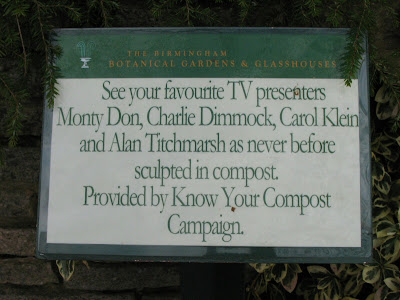 THE BIRMINGHAM
BOTANICAL GARDENS & GLASSHOUSES
See your favourite TV presenters
Monty Don, Charlie Dimmock, Carol Klein
and Alan Titchmarsh as never before
sculpted in compost.
Provided by Know Your Compost
Campaign.